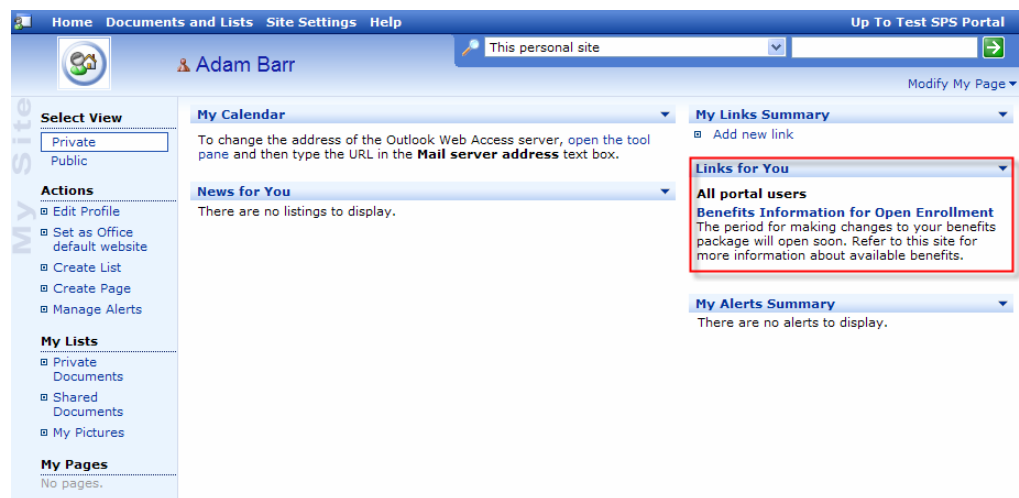 Home Documents and Lists Site Settings Help
Up To Test SPS Portal
Adam Barr
This personal site
Modify My Page
My Site
Select View
Private
Public
Actions
Edit Profile
Set as Office
default website
Create List
Create Page
Manage Alerts
My Lists
Private
Documents
Shared
Documents
My Pictures
My Pages
No pages.
My Calendar
To change the address of the Outlook Web Access server, open the tool
pane and then type the URL in the Mail server address text box.
News for You
There are no listings to display.
My Links Summary
Add new link
Links for You
All portal users
Benefits Information for Open Enrollment
The period for making changes to your benefits
package will open soon. Refer to this site for
more information about available benefits.
My Alerts Summary
There are no alerts to display.